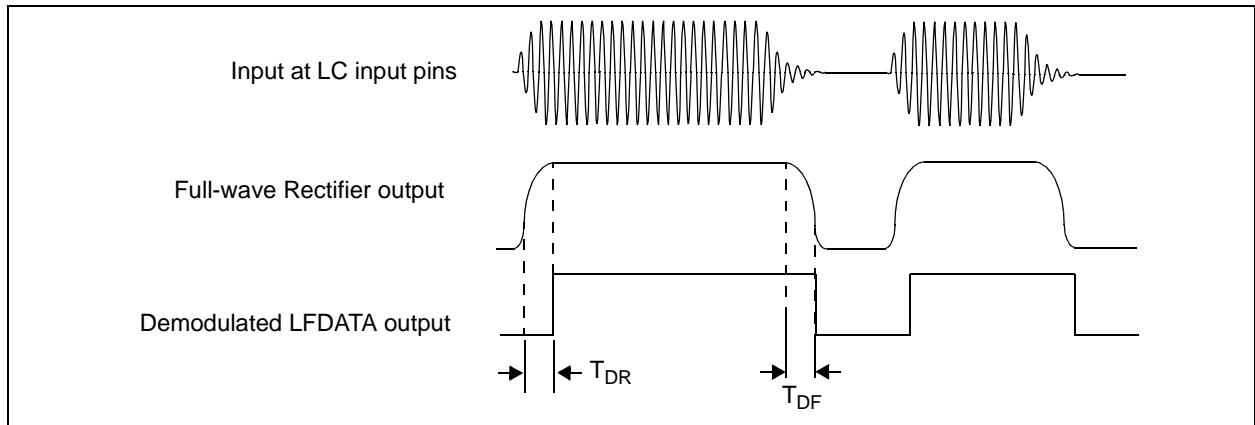 Input at LC input pins
Full-wave Rectifier output
Demodulated LFDATA output
TDR
TDF